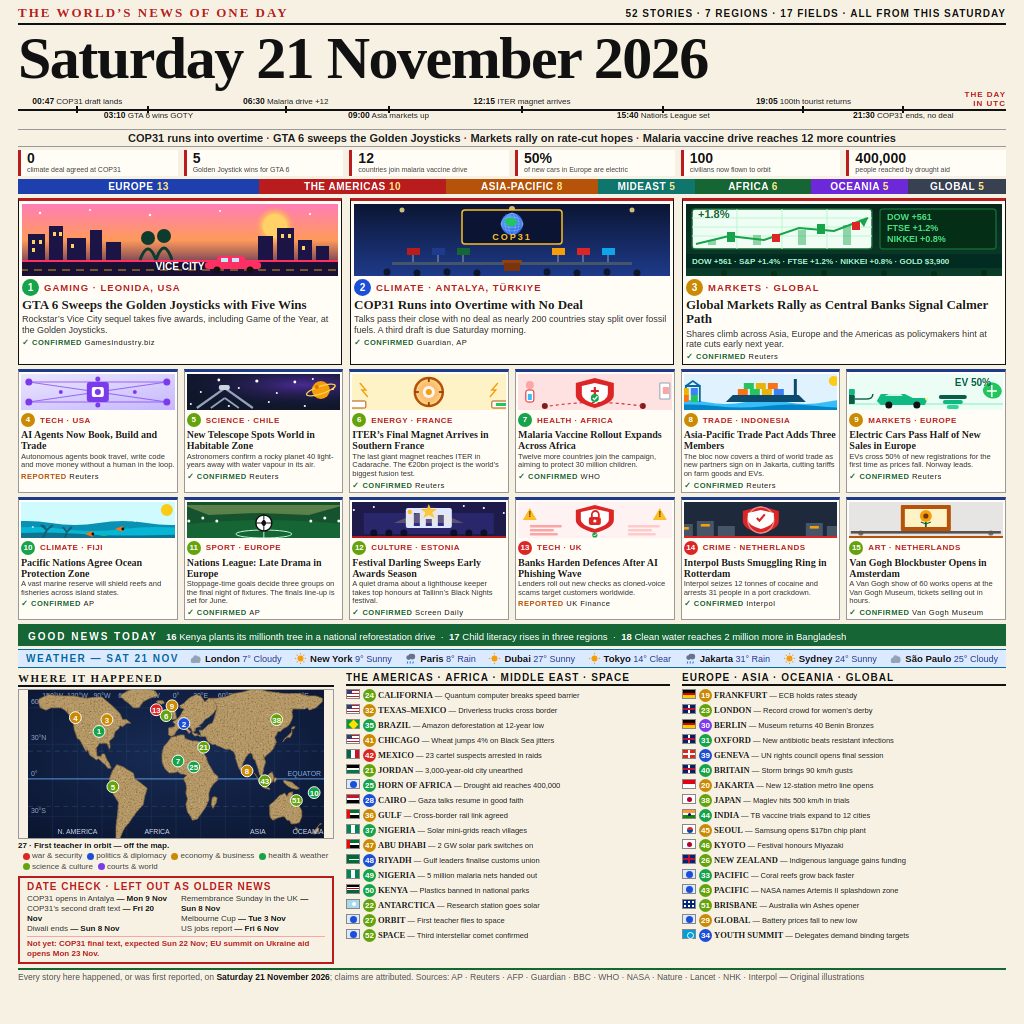 THE WORLD'S NEWS OF ONE DAY
52 STORIES · 7 REGIONS · 17 FIELDS · ALL FROM THIS SATURDAY
Saturday 21 November 2026
00:47 COP31 draft lands
06:30 Malaria drive +12
12:15 ITER magnet arrives
19:05 100th tourist returns
THE DAY
IN UTC
03:10 GTA 6 wins GOTY
09:00 Asia markets up
15:40 Nations League set
21:30 COP31 ends, no deal
COP31 runs into overtime · GTA 6 sweeps the Golden Joysticks · Markets rally on rate-cut hopes · Malaria vaccine drive reaches 12 more countries
0
climate deal agreed at COP31
5
Golden Joystick wins for GTA 6
12
countries join malaria vaccine drive
50%
of new cars in Europe are electric
100
civilians now flown to orbit
400,000
people reached by drought aid
EUROPE 13
THE AMERICAS 10
ASIA-PACIFIC 8
MIDEAST 5
AFRICA 6
OCEANIA 5
GLOBAL 5
VICE CITY
1 GAMING · LEONIDA, USA
GTA 6 Sweeps the Golden Joysticks with Five Wins
Rockstar's Vice City sequel takes five awards, including Game of the Year, at
the Golden Joysticks.
✓ CONFIRMED GamesIndustry.biz
COP31
2 CLIMATE · ANTALYA, TÜRKIYE
COP31 Runs into Overtime with No Deal
Talks pass their close with no deal as nearly 200 countries stay split over fossil
fuels. A third draft is due Saturday morning.
✓ CONFIRMED Guardian, AP
+1.8%
DOW +561
FTSE +1.2%
NIKKEI +0.8%
DOW +561 · S&P +1.4% · FTSE +1.2% · NIKKEI +0.8% · GOLD $3,900
3 MARKETS · GLOBAL
Global Markets Rally as Central Banks Signal Calmer
Path
Shares climb across Asia, Europe and the Americas as policymakers hint at
rate cuts early next year.
✓ CONFIRMED Reuters
4 TECH · USA
AI Agents Now Book, Build and
Trade
Autonomous agents book travel, write code
and move money without a human in the loop.
REPORTED Reuters
5 SCIENCE · CHILE
New Telescope Spots World in
Habitable Zone
Astronomers confirm a rocky planet 40 light-
years away with water vapour in its air.
✓ CONFIRMED Reuters
6 ENERGY · FRANCE
ITER's Final Magnet Arrives in
Southern France
The last giant magnet reaches ITER in
Cadarache. The €20bn project is the world's
biggest fusion test.
✓ CONFIRMED Reuters
7 HEALTH · AFRICA
Malaria Vaccine Rollout Expands
Across Africa
Twelve more countries join the campaign,
aiming to protect 30 million children.
✓ CONFIRMED WHO
8 TRADE · INDONESIA
Asia-Pacific Trade Pact Adds Three
Members
The bloc now covers a third of world trade as
new partners sign on in Jakarta, cutting tariffs
on farm goods and EVs.
✓ CONFIRMED Reuters
EV 50%
9 MARKETS · EUROPE
Electric Cars Pass Half of New
Sales in Europe
EVs cross 50% of new registrations for the
first time as prices fall. Norway leads.
✓ CONFIRMED Reuters
10 CLIMATE · FIJI
Pacific Nations Agree Ocean
Protection Zone
A vast marine reserve will shield reefs and
fisheries across island states.
✓ CONFIRMED AP
11 SPORT · EUROPE
Nations League: Late Drama in
Europe
Stoppage-time goals decide three groups on
the final night of fixtures. The finals line-up is
set for June.
✓ CONFIRMED AP
12 CULTURE · ESTONIA
Festival Darling Sweeps Early
Awards Season
A quiet drama about a lighthouse keeper
takes top honours at Tallinn's Black Nights
festival.
✓ CONFIRMED Screen Daily
! !
13 TECH · UK
Banks Harden Defences After AI
Phishing Wave
Lenders roll out new checks as cloned-voice
scams target customers worldwide.
REPORTED UK Finance
14 CRIME · NETHERLANDS
Interpol Busts Smuggling Ring in
Rotterdam
Interpol seizes 12 tonnes of cocaine and
arrests 31 people in a port crackdown.
✓ CONFIRMED Interpol
15 ART · NETHERLANDS
Van Gogh Blockbuster Opens in
Amsterdam
A Van Gogh show of 60 works opens at the
Van Gogh Museum, tickets selling out in
hours.
✓ CONFIRMED Van Gogh Museum
GOOD NEWS TODAY 16 Kenya plants its millionth tree in a national reforestation drive · 17 Child literacy rises in three regions · 18 Clean water reaches 2 million more in Bangladesh
WEATHER — SAT 21 NOV London 7° Cloudy New York 9° Sunny Paris 8° Rain Dubai 27° Sunny Tokyo 14° Clear Jakarta 31° Rain Sydney 24° Sunny São Paulo 25° Cloudy
WHERE IT HAPPENED
120°W 90°W 0° 30°E
30°N
0°
30°S
EQUATOR
4 3 1 13 9 6 2 38 21 7 25 8 43 5 51 10
N. AMERICA AFRICA ASIA OCEANIA
27 · First teacher in orbit — off the map.
war & security politics & diplomacy economy & business health & weather
science & culture courts & world
DATE CHECK · LEFT OUT AS OLDER NEWS
COP31 opens in Antalya — Mon 9 Nov
COP31's second draft text — Fri 20
Nov
Diwali ends — Sun 8 Nov
Remembrance Sunday in the UK —
Sun 8 Nov
Melbourne Cup — Tue 3 Nov
US jobs report — Fri 6 Nov
Not yet: COP31 final text, expected Sun 22 Nov; EU summit on Ukraine aid
opens Mon 23 Nov.
THE AMERICAS · AFRICA · MIDDLE EAST · SPACE
24 CALIFORNIA — Quantum computer breaks speed barrier
32 TEXAS–MEXICO — Driverless trucks cross border
35 BRAZIL — Amazon deforestation at 12-year low
41 CHICAGO — Wheat jumps 4% on Black Sea jitters
42 MEXICO — 23 cartel suspects arrested in raids
21 JORDAN — 3,000-year-old city unearthed
25 HORN OF AFRICA — Drought aid reaches 400,000
28 CAIRO — Gaza talks resume in good faith
36 GULF — Cross-border rail link agreed
37 NIGERIA — Solar mini-grids reach villages
47 ABU DHABI — 2 GW solar park switches on
48 RIYADH — Gulf leaders finalise customs union
49 NIGERIA — 5 million malaria nets handed out
50 KENYA — Plastics banned in national parks
22 ANTARCTICA — Research station goes solar
27 ORBIT — First teacher flies to space
52 SPACE — Third interstellar comet confirmed
EUROPE · ASIA · OCEANIA · GLOBAL
19 FRANKFURT — ECB holds rates steady
23 LONDON — Record crowd for women's derby
30 BERLIN — Museum returns 40 Benin Bronzes
31 OXFORD — New antibiotic beats resistant infections
39 GENEVA — UN rights council opens final session
40 BRITAIN — Storm brings 90 km/h gusts
20 JAKARTA — New 12-station metro line opens
38 JAPAN — Maglev hits 500 km/h in trials
44 INDIA — TB vaccine trials expand to 12 cities
45 SEOUL — Samsung opens $17bn chip plant
46 KYOTO — Festival honours Miyazaki
26 NEW ZEALAND — Indigenous language gains funding
33 PACIFIC — Coral reefs grow back faster
43 PACIFIC — NASA names Artemis II splashdown zone
51 BRISBANE — Australia win Ashes opener
29 GLOBAL — Battery prices fall to new low
34 YOUTH SUMMIT — Delegates demand binding targets
Every story here happened, or was first reported, on Saturday 21 November 2026; claims are attributed. Sources: AP · Reuters · AFP · Guardian · BBC · WHO · NASA · Nature · Lancet · NHK · Interpol — Original illustrations